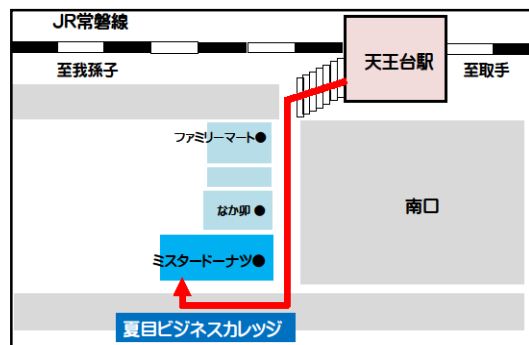 JR常磐線
天王台駅
至我孫子
至取手
ファミリーマート●
なか卯●
南口
ミスタードーナツ●
夏目ビジネスカレッジ